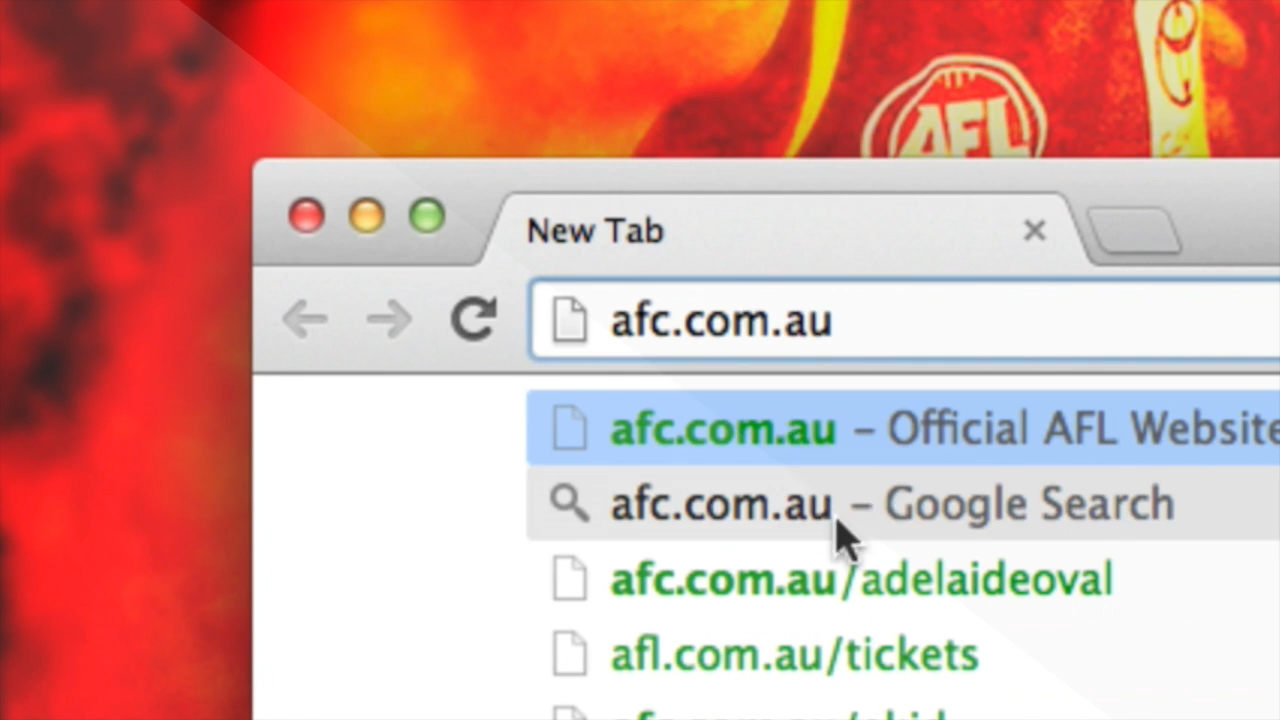 AFL
New Tab
afc.com.au
afc.com.au – Official AFL Website
afc.com.au – Google Search
afc.com.au/adelaideoval
afl.com.au/tickets